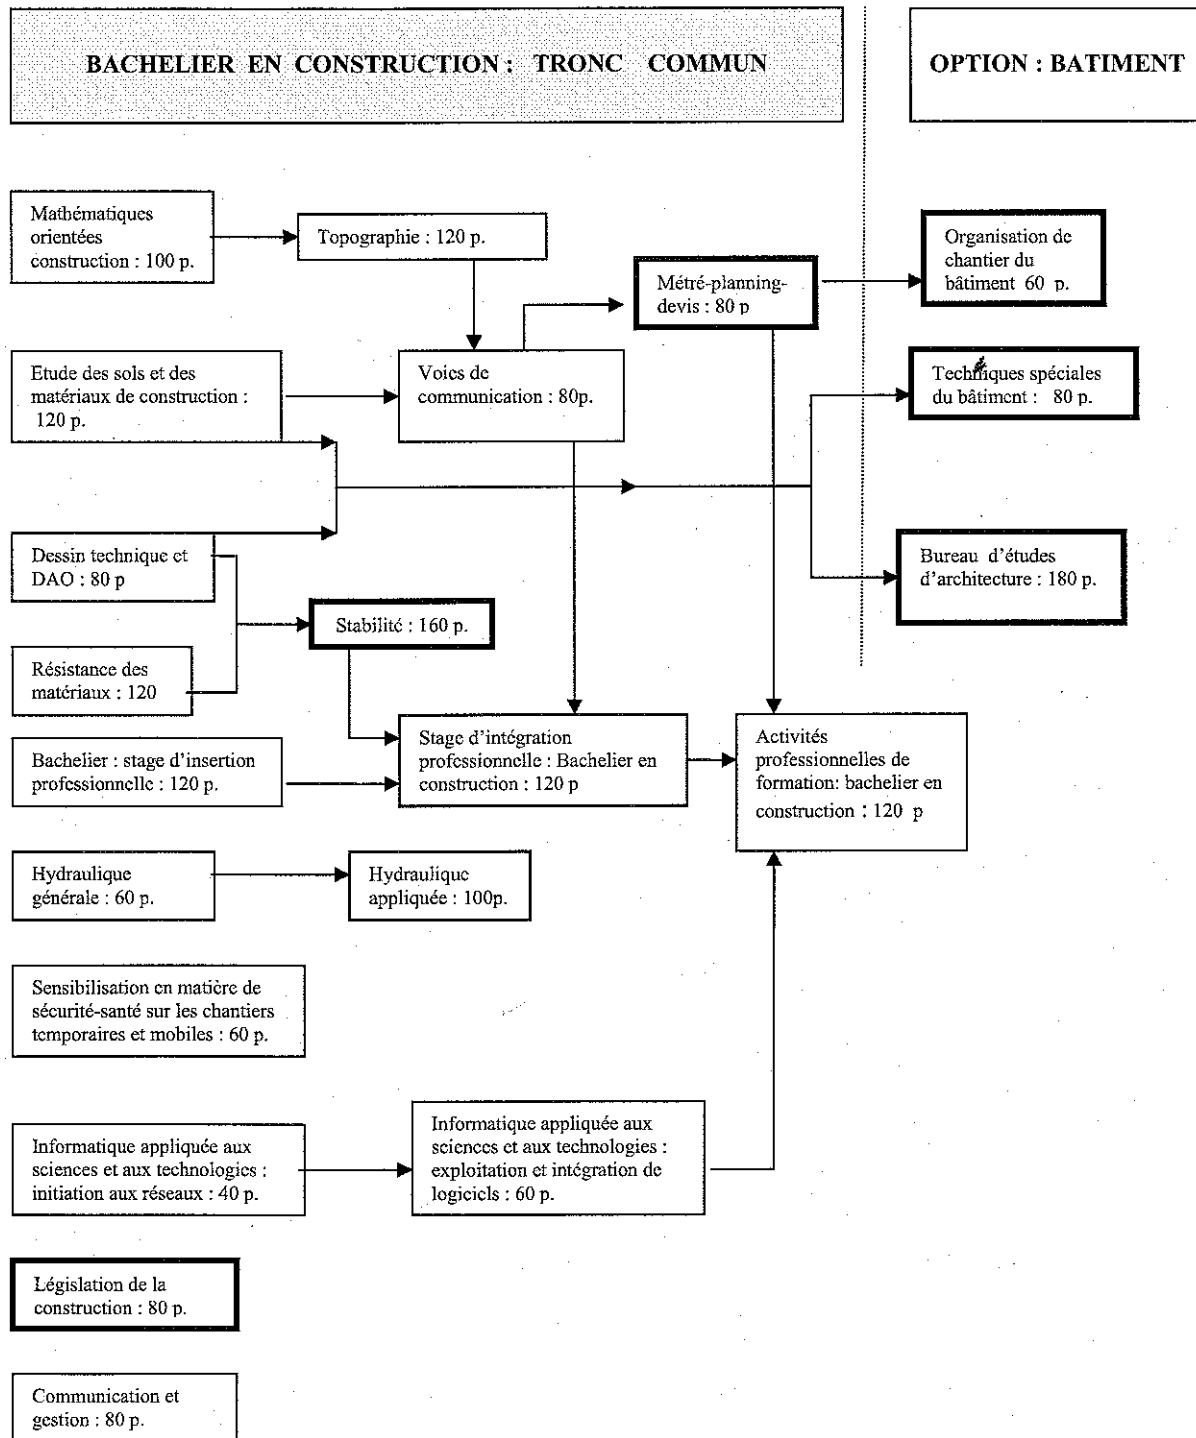 BACHELIER EN CONSTRUCTION : TRONC COMMUN
OPTION : BATIMENT
Mathématiques
orientées
construction : 100 p.
Topographie : 120 p.
Métré-planning-
devis : 80 p
Organisation de
chantier du
bâtiment 60 p.
Etude des sols et des
matériaux de construction :
120 p.
Voies de
communication : 80p.
Techniques spéciales
du bâtiment : 80 p.
Dessin technique et
DAO : 80 p
Bureau d'études
d'architecture : 180 p.
Stabilité : 160 p.
Résistance des
matériaux : 120
Bachelier : stage d'insertion
professionnelle : 120 p.
Stage d'intégration
professionnelle : Bachelier en
construction : 120 p
Activités
professionnelles de
formation: bachelier en
construction : 120 p
Hydraulique
générale : 60 p.
Hydraulique
appliquée : 100p.
Sensibilisation en matière de
sécurité-santé sur les chantiers
temporaires et mobiles : 60 p.
Informatique appliquée aux
sciences et aux technologies :
initiation aux réseaux : 40 p.
Informatique appliquée aux
sciences et aux technologies :
exploitation et intégration de
logiciels : 60 p.
Législation de la
construction : 80 p.
Communication et
gestion : 80 p.